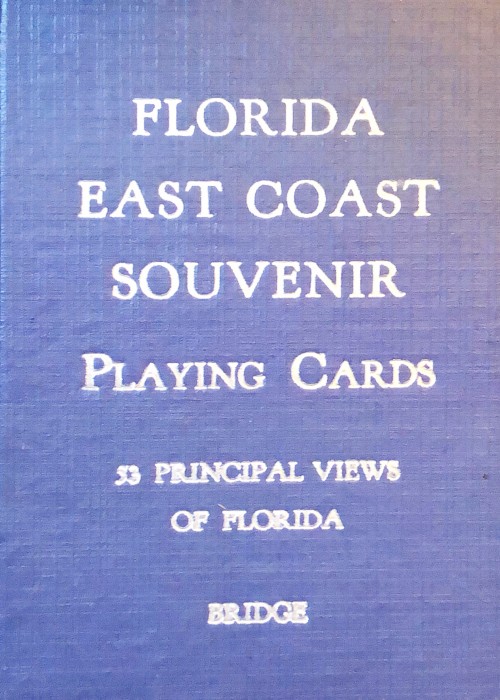 FLORIDA
EAST COAST
SOUVENIR
PLAYING CARDS
53 PRINCIPAL VIEWS
OF FLORIDA
BRIDGE